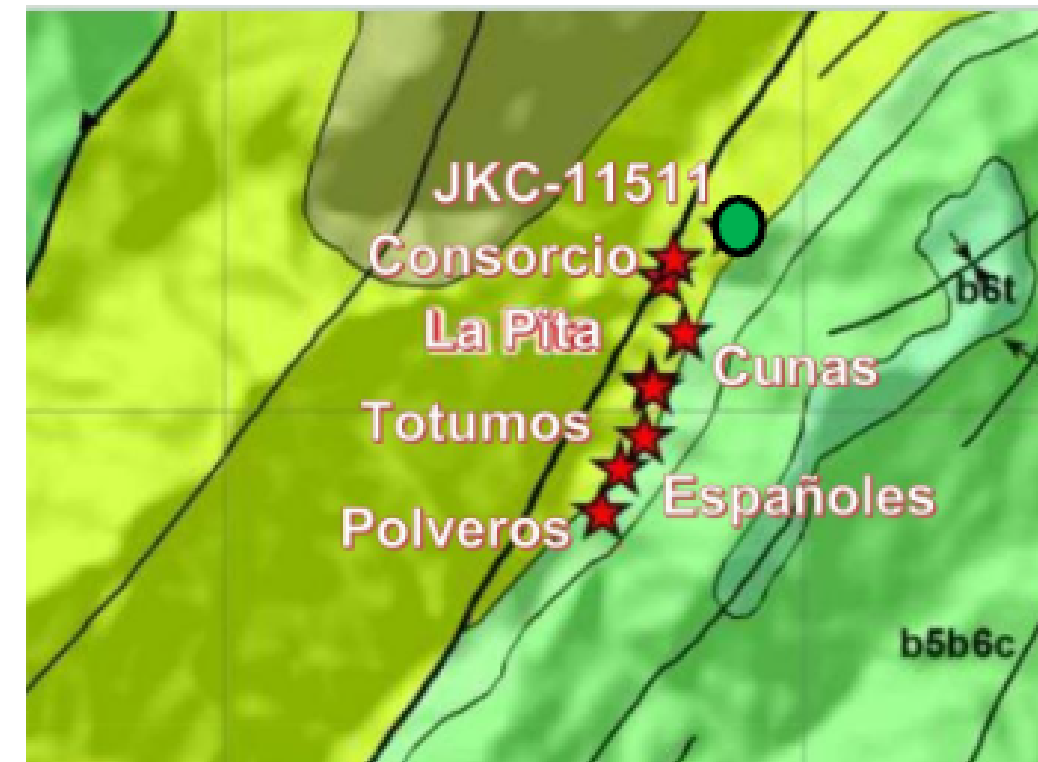 JKC-11511
Consorcio
b6t
La Pita
Cunas
Totumos
Españoles
Polveros
b5b6c